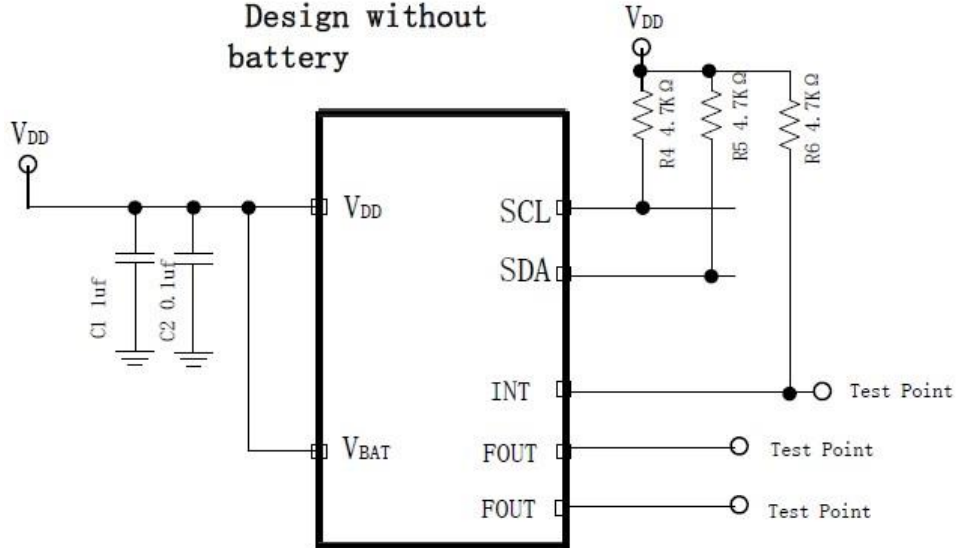 Design without
battery
VDD
VDD
R4 4.7KΩ
R5 4.7KΩ
R6 4.7KΩ
VDD
SCL
SDA
C1 1uf
C2 0.1uf
INT
Test Point
VBAT
FOUT
Test Point
FOUT
Test Point